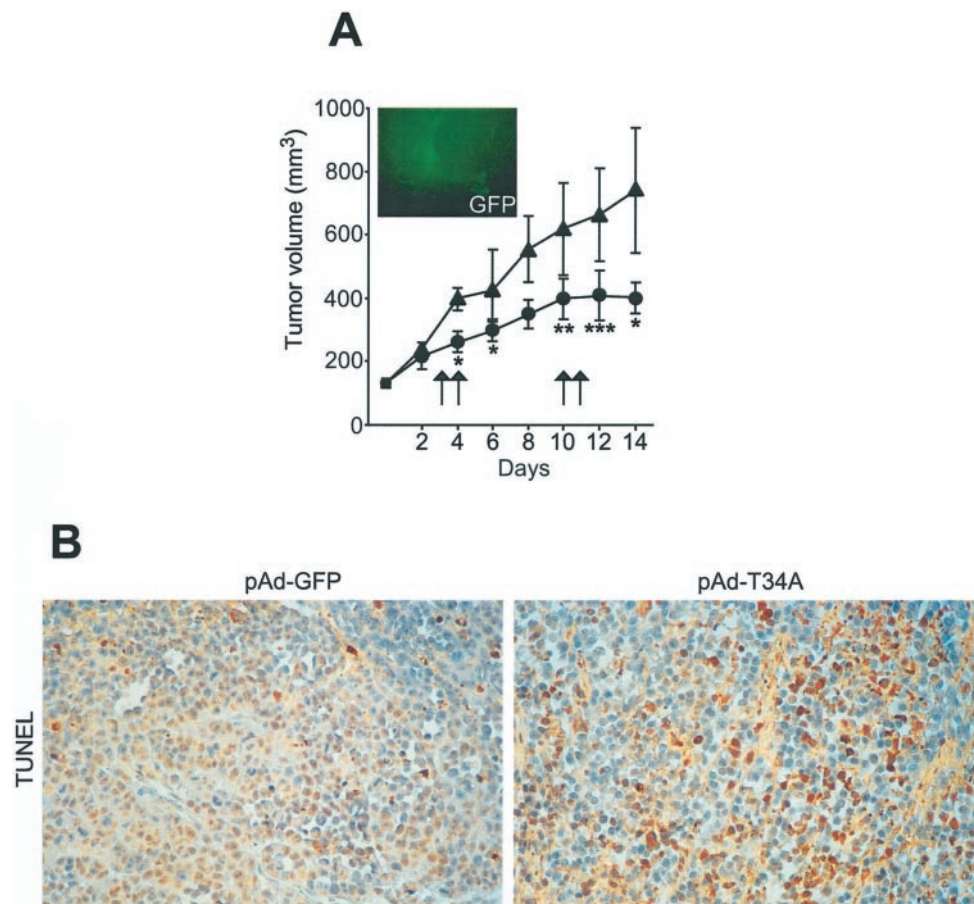 A
1000
800
600
400
200
0
Tumor volume (mm³)
GFP
*
*
**
***
*
2 4 6 8 10 12 14
Days
B
pAd-GFP pAd-T34A
TUNEL